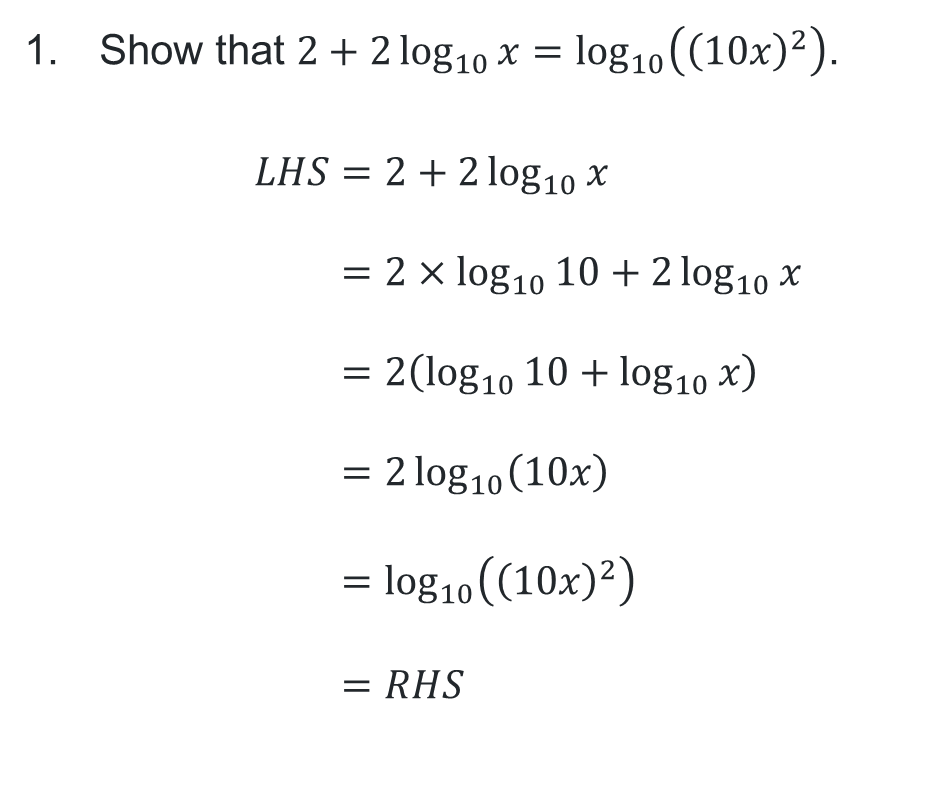 1. Show that 2 + 2 log₁₀ x = log₁₀((10x)²).
LHS = 2 + 2 log₁₀ x
= 2 × log₁₀ 10 + 2 log₁₀ x
= 2(log₁₀ 10 + log₁₀ x)
= 2 log₁₀(10x)
= log₁₀((10x)²)
= RHS